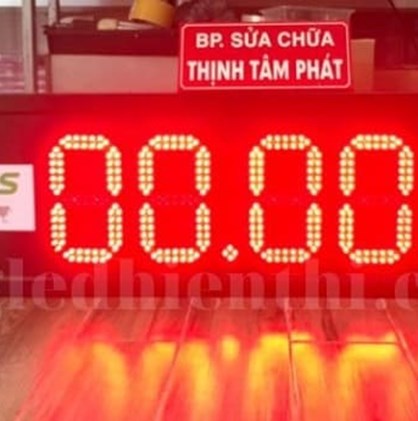 BP. SỬA CHỮA
THỊNH TÂM PHÁT
S
00.00
ledhienthi.c